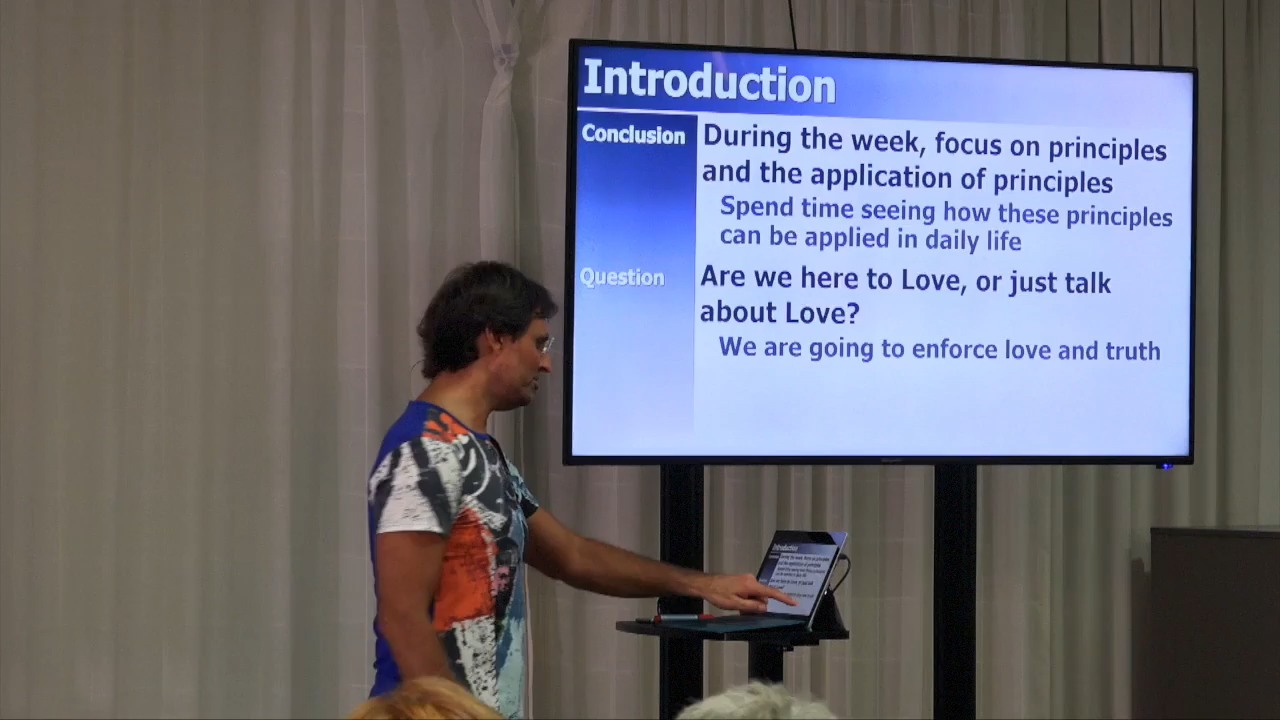 Introduction
Conclusion
During the week, focus on principles
and the application of principles
Spend time seeing how these principles
can be applied in daily life
Question
Are we here to Love, or just talk
about Love?
We are going to enforce love and truth
Introduction